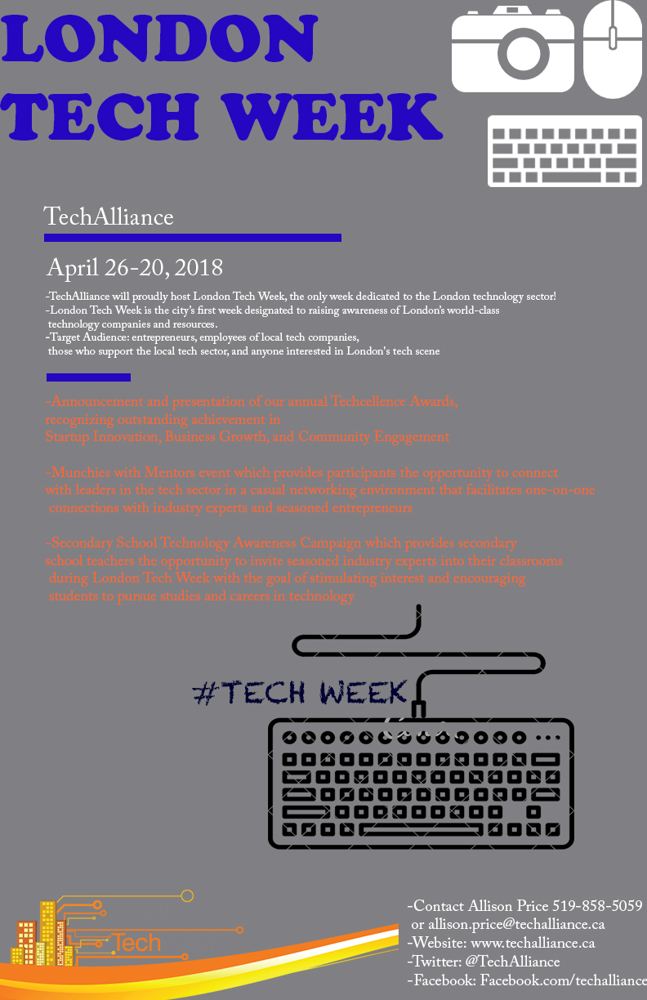 LONDON
TECH WEEK
TechAlliance
April 26-20, 2018
-TechAlliance will proudly host London Tech Week, the only week dedicated to the London technology sector!
-London Tech Week is the city's first week designated to raising awareness of London's world-class
technology companies and resources.
-Target Audience: entrepreneurs, employees of local tech companies,
those who support the local tech sector, and anyone interested in London's tech scene
-Announcement and presentation of our annual Techcellence Awards,
recognizing outstanding achievement in
Startup Innovation, Business Growth, and Community Engagement
-Munchies with Mentors event which provides participants the opportunity to connect
with leaders in the tech sector in a casual networking environment that facilitates one-on-one
connections with industry experts and seasoned entrepreneurs
-Secondary School Technology Awareness Campaign which provides secondary
school teachers the opportunity to invite seasoned industry experts into their classrooms
during London Tech Week with the goal of stimulating interest and encouraging
students to pursue studies and careers in technology
#TECH WEEK
Tech
-Contact Allison Price 519-858-5059
or allison.price@techalliance.ca
-Website: www.techalliance.ca
-Twitter: @TechAlliance
-Facebook: Facebook.com/techalliance